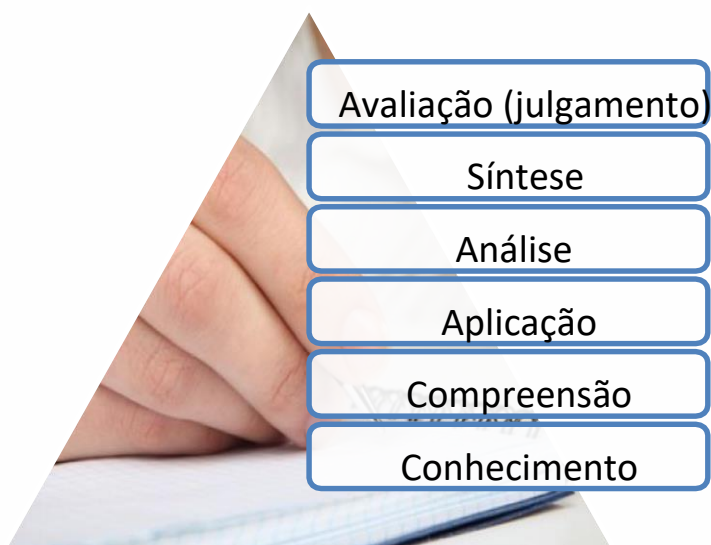 Avaliação (julgamento)
Síntese
Análise
Aplicação
Compreensão
Conhecimento